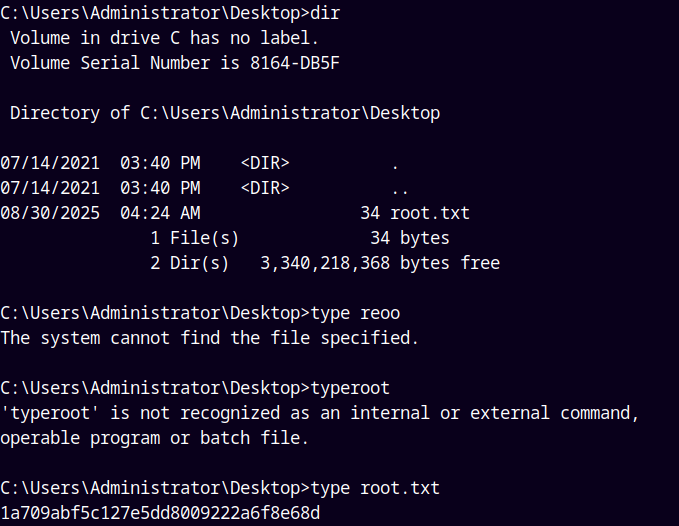 C:\Users\Administrator\Desktop>dir
Volume in drive C has no label.
Volume Serial Number is 8164-DB5F
Directory of C:\Users\Administrator\Desktop
07/14/2021  03:40 PM    <DIR>          .
07/14/2021  03:40 PM    <DIR>          ..
08/30/2025  04:24 AM                34 root.txt
1 File(s)             34 bytes
2 Dir(s)   3,340,218,368 bytes free
C:\Users\Administrator\Desktop>type reoo
The system cannot find the file specified.
C:\Users\Administrator\Desktop>typeroot
'typeroot' is not recognized as an internal or external command,
operable program or batch file.
C:\Users\Administrator\Desktop>type root.txt
1a709abf5c127e5dd8009222a6f8e68d